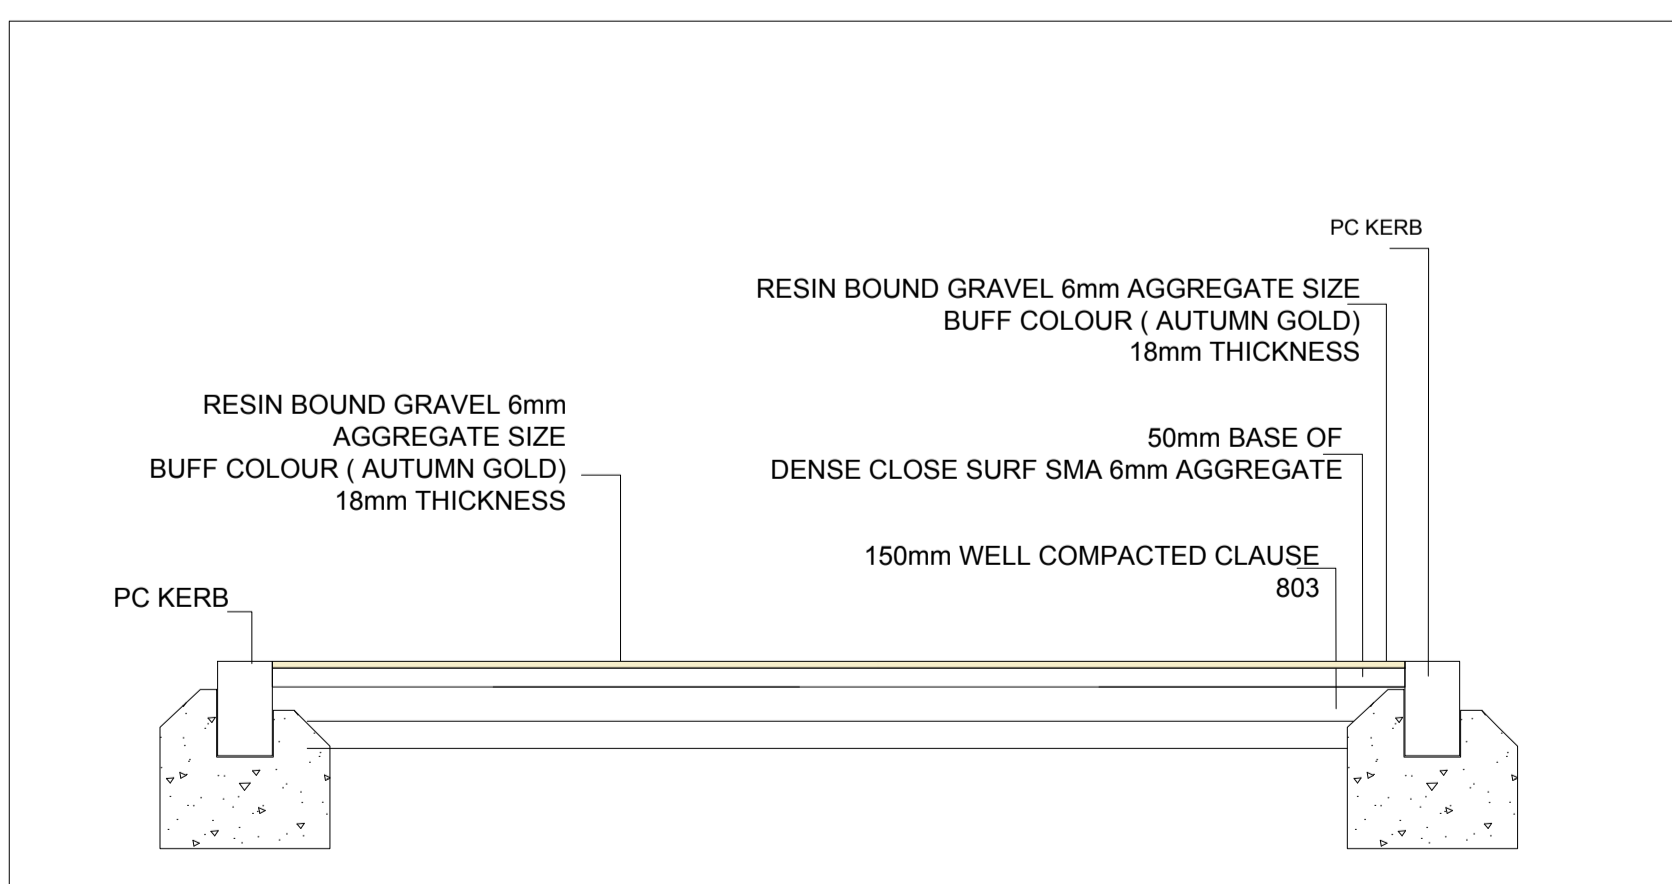 PC KERB
RESIN BOUND GRAVEL 6mm AGGREGATE SIZE
BUFF COLOUR ( AUTUMN GOLD)
18mm THICKNESS
RESIN BOUND GRAVEL 6mm
AGGREGATE SIZE
BUFF COLOUR ( AUTUMN GOLD)
18mm THICKNESS
50mm BASE OF
DENSE CLOSE SURF SMA 6mm AGGREGATE
150mm WELL COMPACTED CLAUSE
803
PC KERB